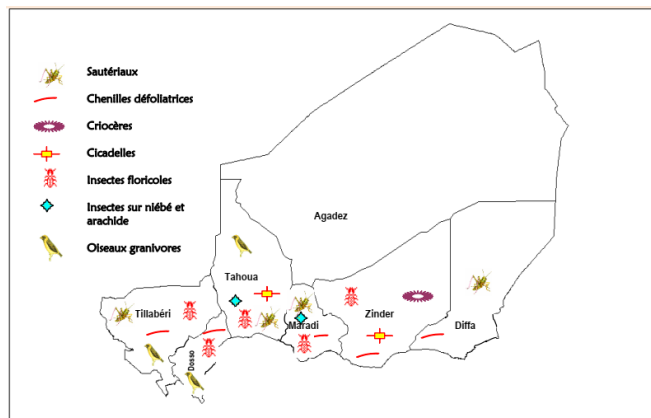 Sautériaux
Chenilles défoliatrices
Criocères
Cicadelles
Insectes floricoles
Insectes sur niébé et
arachide
Oiseaux granivores
Agadez
Tahoua
Tillabéri
Maradi
Zinder
Diffa
Dosso